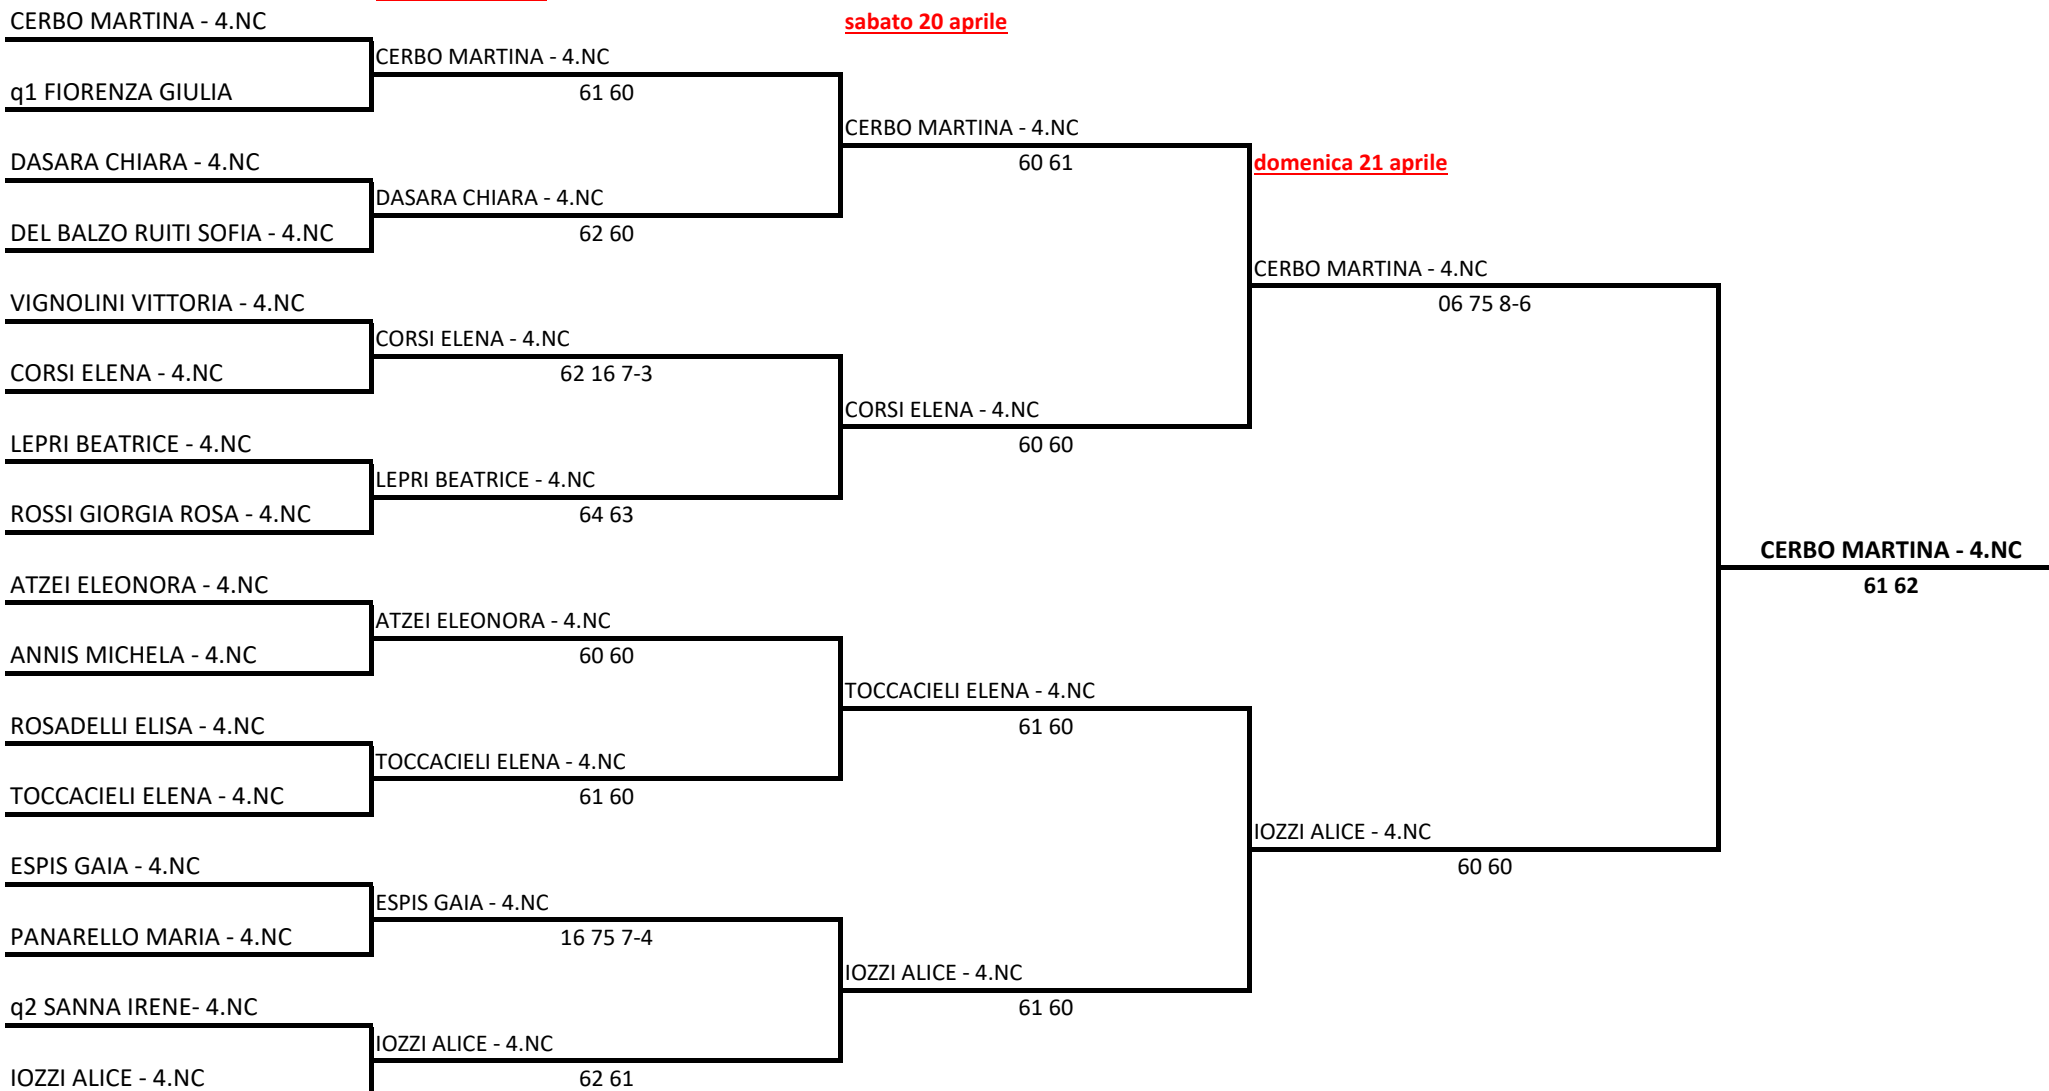 CERBO MARTINA - 4.NC
sabato 20 aprile
CERBO MARTINA - 4.NC
q1 FIORENZA GIULIA
61 60
CERBO MARTINA - 4.NC
DASARA CHIARA - 4.NC
60 61
domenica 21 aprile
DASARA CHIARA - 4.NC
DEL BALZO RUITI SOFIA - 4.NC
62 60
CERBO MARTINA - 4.NC
VIGNOLINI VITTORIA - 4.NC
06 75 8-6
CORSI ELENA - 4.NC
CORSI ELENA - 4.NC
62 16 7-3
CORSI ELENA - 4.NC
LEPRI BEATRICE - 4.NC
60 60
LEPRI BEATRICE - 4.NC
ROSSI GIORGIA ROSA - 4.NC
64 63
CERBO MARTINA - 4.NC
ATZEI ELEONORA - 4.NC
61 62
ATZEI ELEONORA - 4.NC
ANNIS MICHELA - 4.NC
60 60
TOCCACIELI ELENA - 4.NC
ROSADELLI ELISA - 4.NC
61 60
TOCCACIELI ELENA - 4.NC
TOCCACIELI ELENA - 4.NC
61 60
IOZZI ALICE - 4.NC
ESPIS GAIA - 4.NC
60 60
ESPIS GAIA - 4.NC
PANARELLO MARIA - 4.NC
16 75 7-4
IOZZI ALICE - 4.NC
q2 SANNA IRENE- 4.NC
61 60
IOZZI ALICE - 4.NC
IOZZI ALICE - 4.NC
62 61